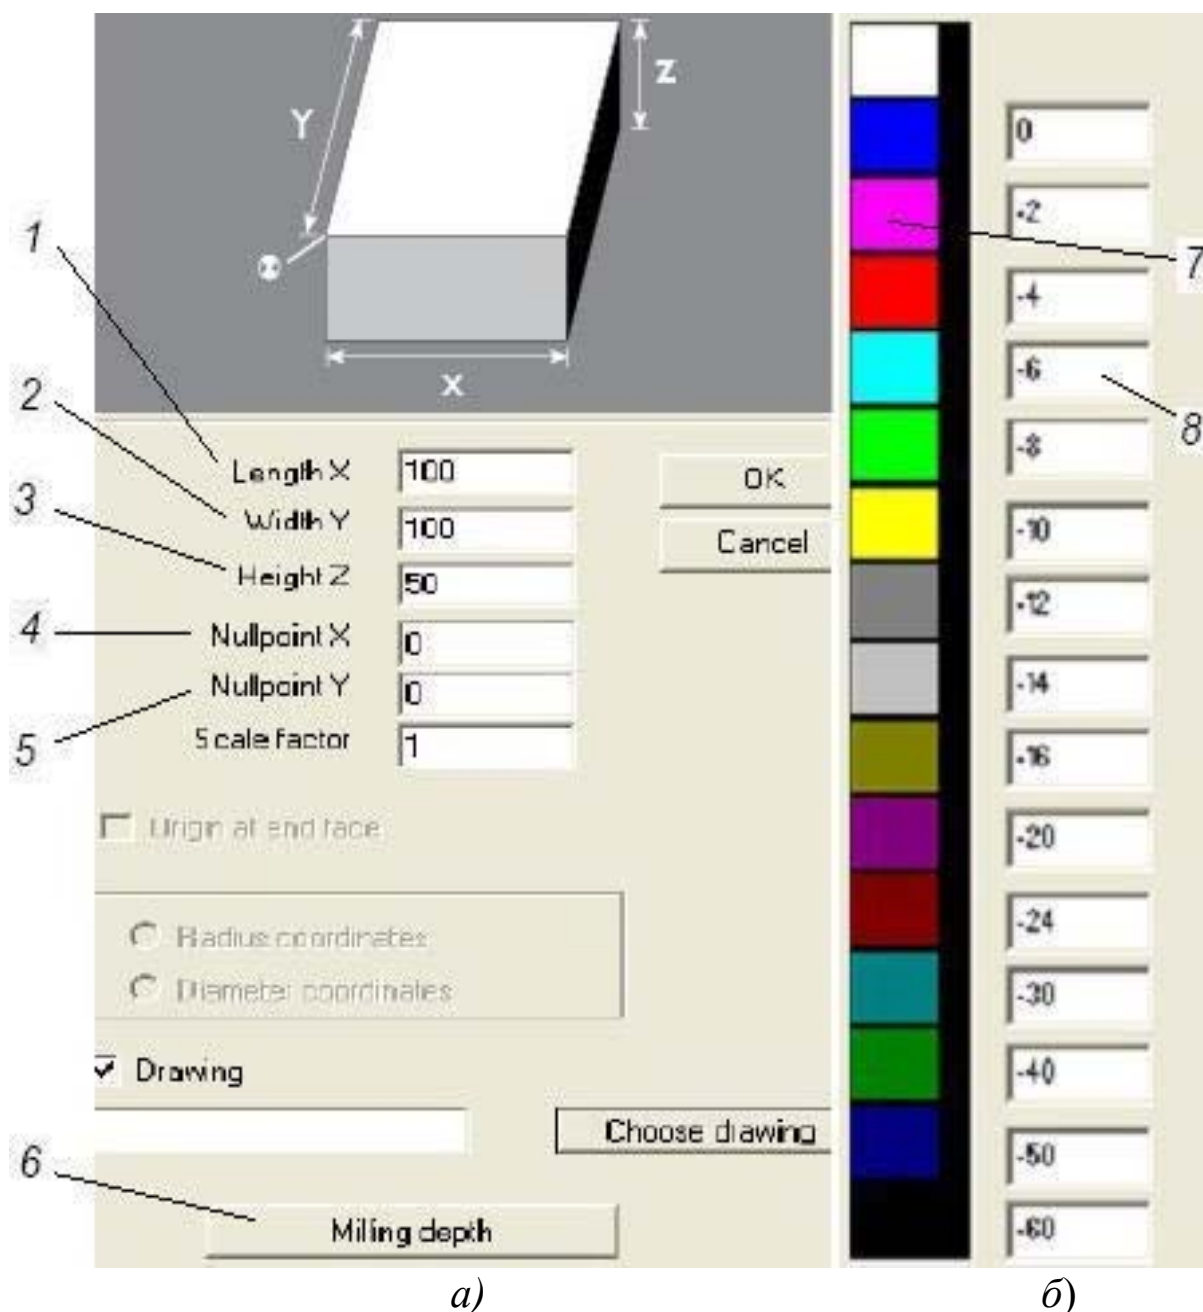 Y
Z
X
1
2
3
4
5
6
Length X 100
Width Y 100
Height Z 50
Nullpoint X 0
Nullpoint Y 0
Scale factor 1
OK
Cancel
Origin at end face
Radius coordinates
Diameter coordinates
Drawing
Choose drawing
Milling depth
а)
0
-2
-4
-6
-8
-10
-12
-14
-16
-20
-24
-30
-40
-50
-60
7
8
б)